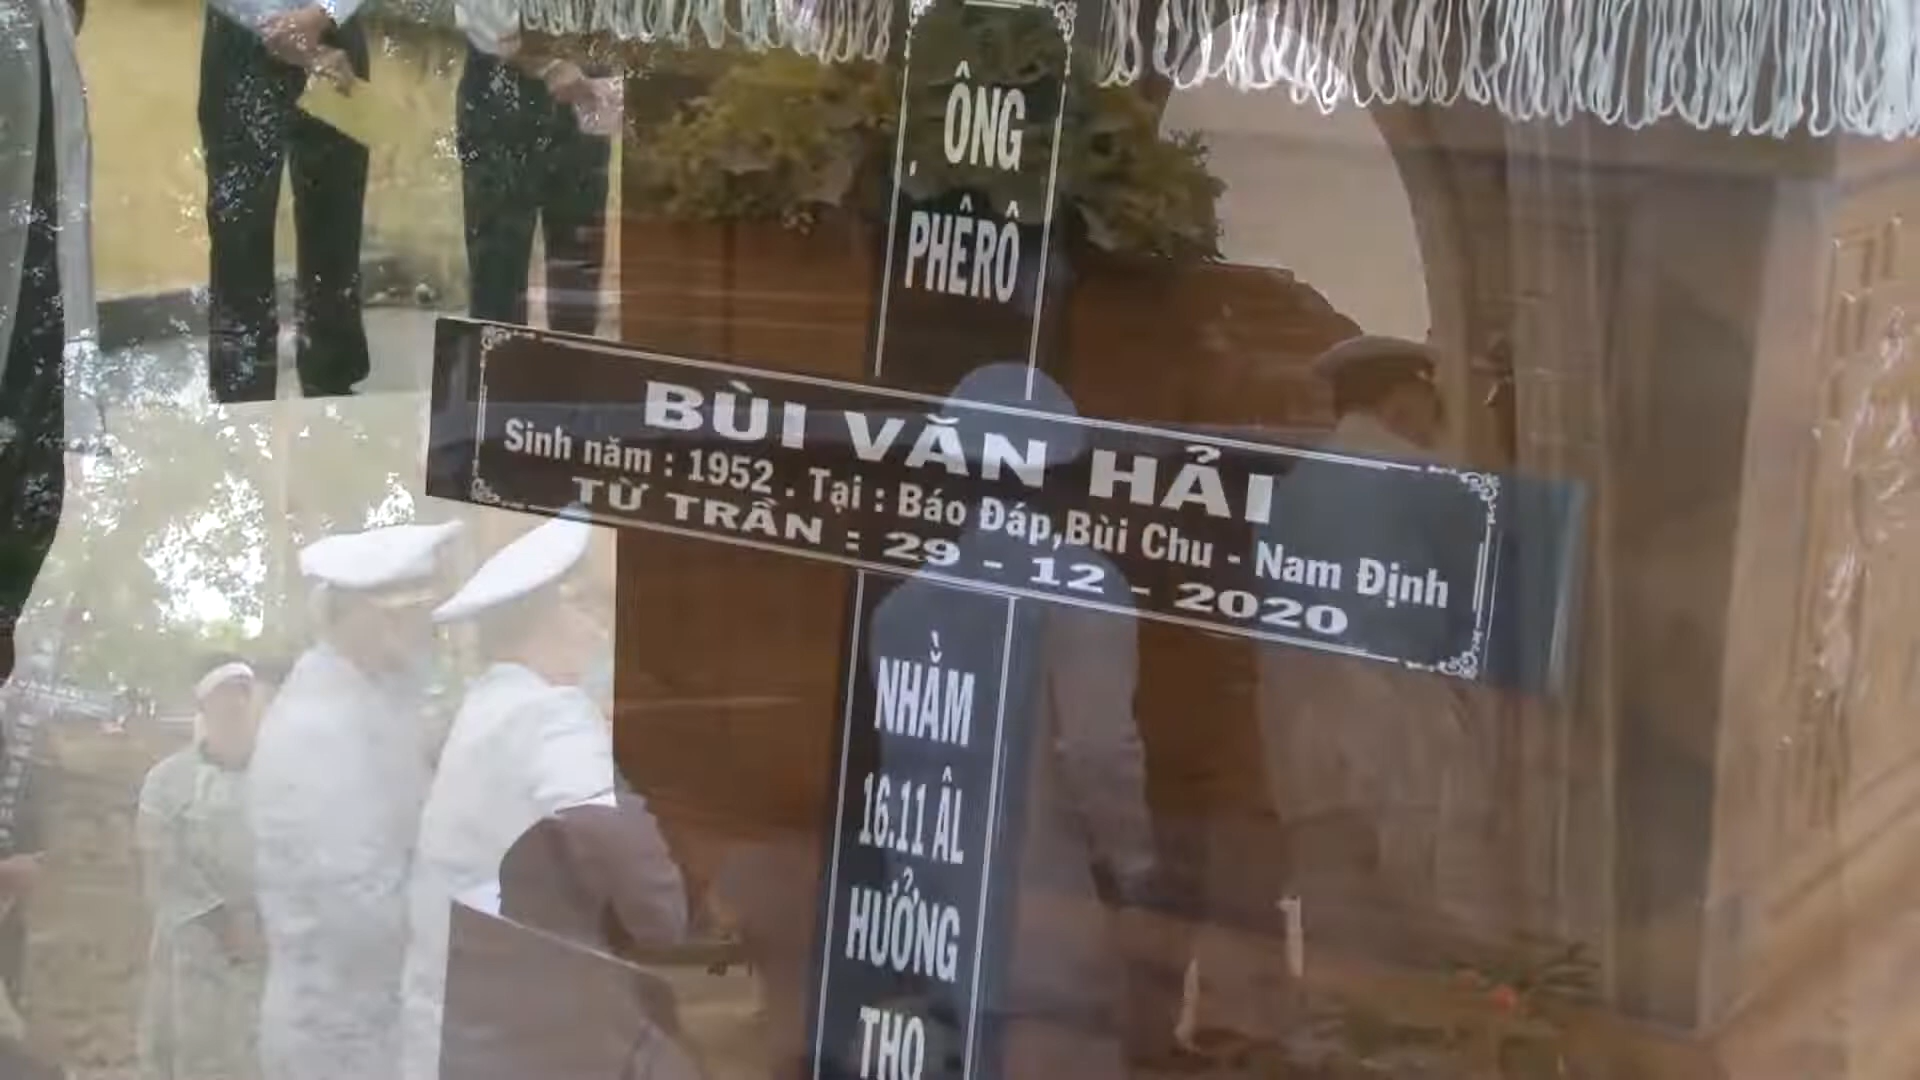 ÔNG
PHÊRÔ
BÙI VĂN HẢI
Sinh năm : 1952 . Tại : Báo Đáp,Bùi Chu - Nam Định
TỪ TRẦN : 29 - 12 - 2020
NHẰM
16.11 ÂL
HƯỞNG
THỌ